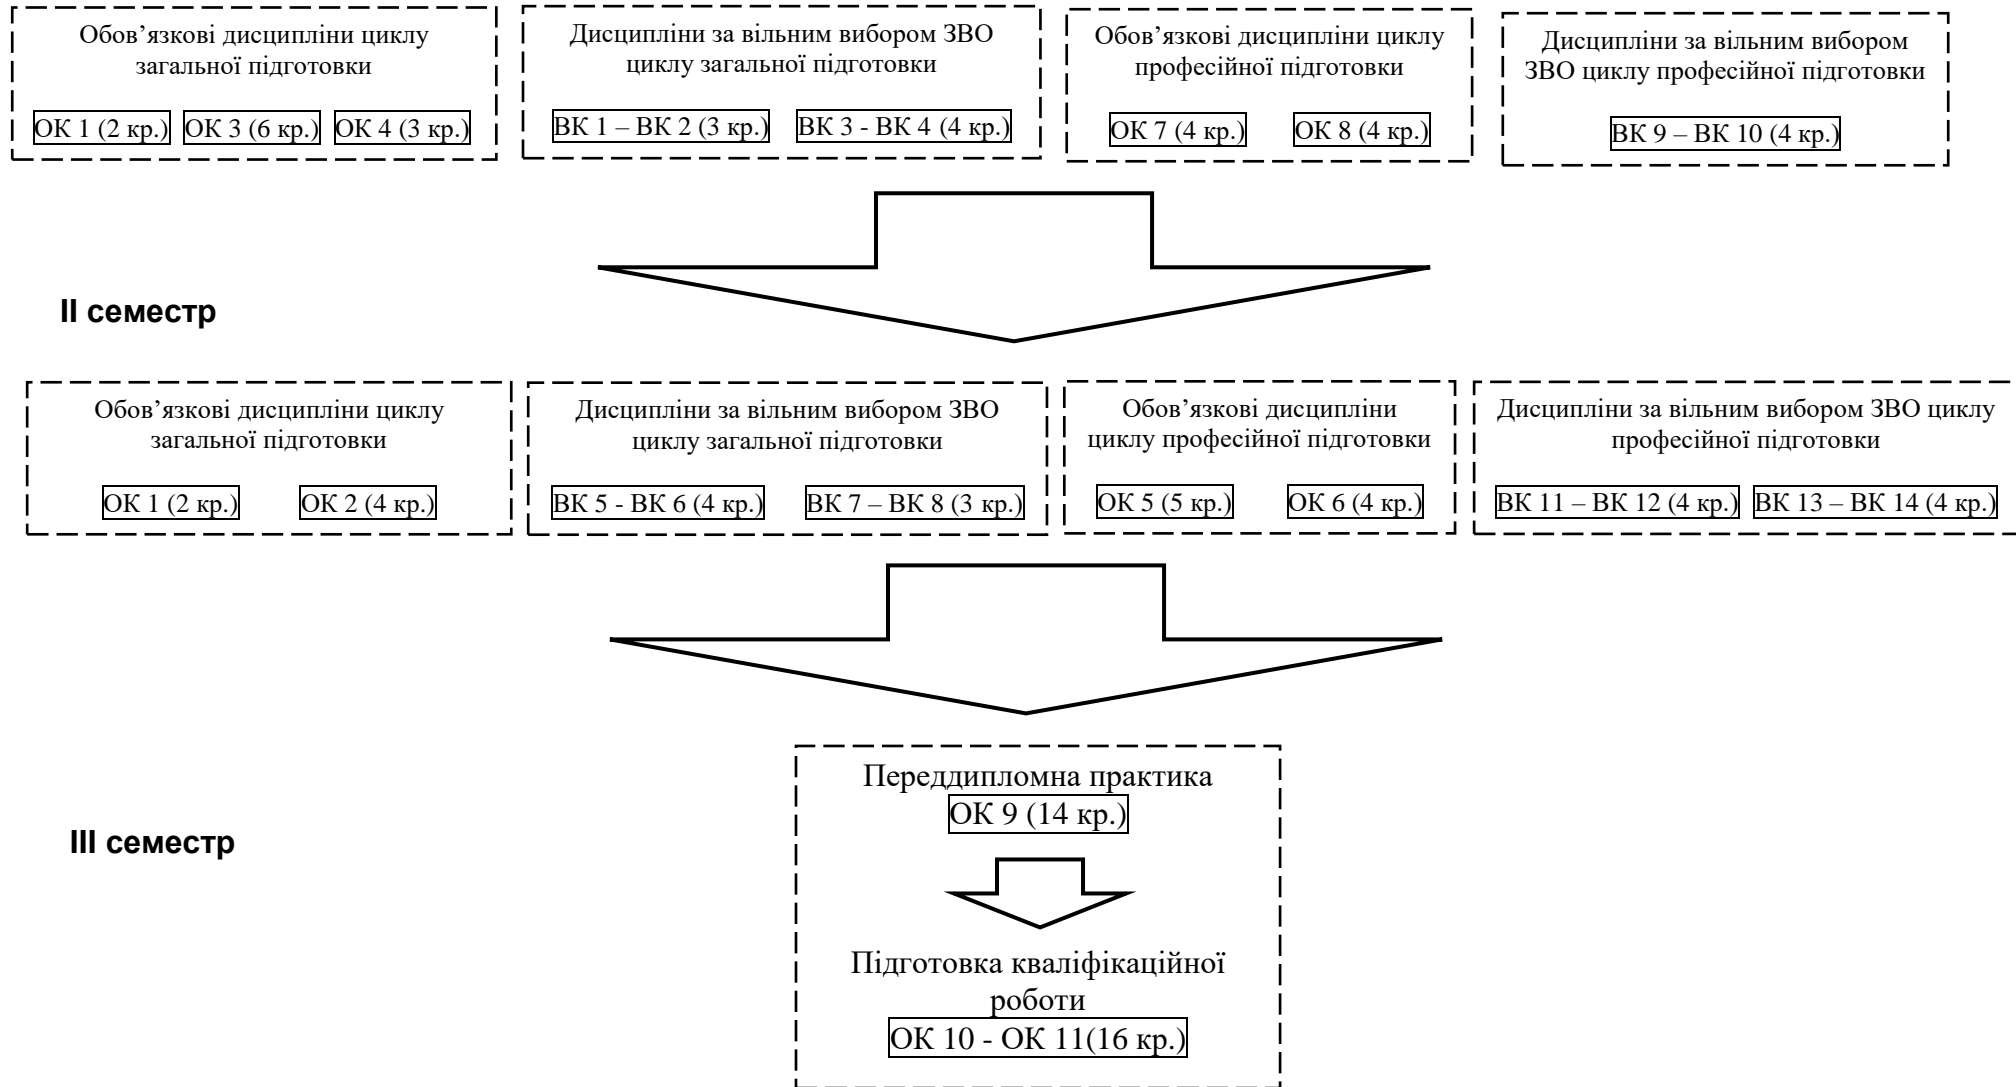 Обов’язкові дисципліни циклу
загальної підготовки
ОК 1 (2 кр.) ОК 3 (6 кр.) ОК 4 (3 кр.)
Дисципліни за вільним вибором ЗВО
циклу загальної підготовки
ВК 1 – ВК 2 (3 кр.) ВК 3 - ВК 4 (4 кр.)
Обов’язкові дисципліни циклу
професійної підготовки
ОК 7 (4 кр.) ОК 8 (4 кр.)
Дисципліни за вільним вибором
ЗВО циклу професійної підготовки
ВК 9 – ВК 10 (4 кр.)
ІІ семестр
Обов’язкові дисципліни циклу
загальної підготовки
ОК 1 (2 кр.) ОК 2 (4 кр.)
Дисципліни за вільним вибором ЗВО
циклу загальної підготовки
ВК 5 - ВК 6 (4 кр.) ВК 7 – ВК 8 (3 кр.)
Обов’язкові дисципліни
циклу професійної підготовки
ОК 5 (5 кр.) ОК 6 (4 кр.)
Дисципліни за вільним вибором ЗВО циклу
професійної підготовки
ВК 11 – ВК 12 (4 кр.) ВК 13 – ВК 14 (4 кр.)
ІІІ семестр
Переддипломна практика
ОК 9 (14 кр.)
Підготовка кваліфікаційної
роботи
ОК 10 - ОК 11(16 кр.)